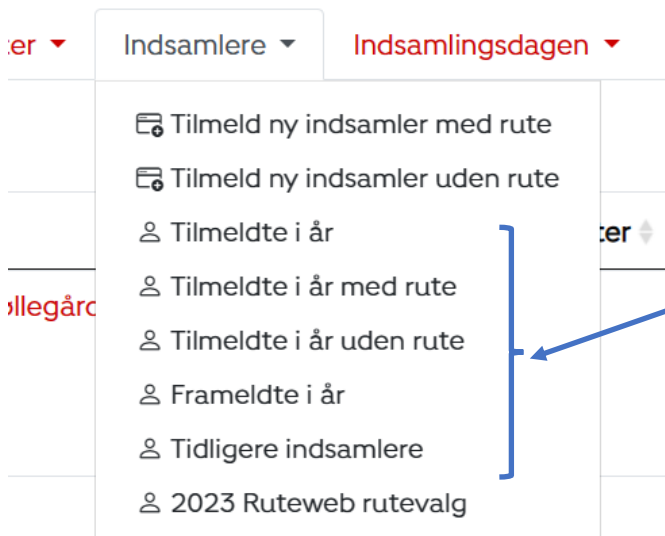 Indsamlere
Indsamlingsdagen
Tilmeld ny indsamler med rute
Tilmeld ny indsamler uden rute
Tilmeldte i år
Tilmeldte i år med rute
Tilmeldte i år uden rute
Frameldte i år
Tidligere indsamlere
2023 Ruteweb rutevalg